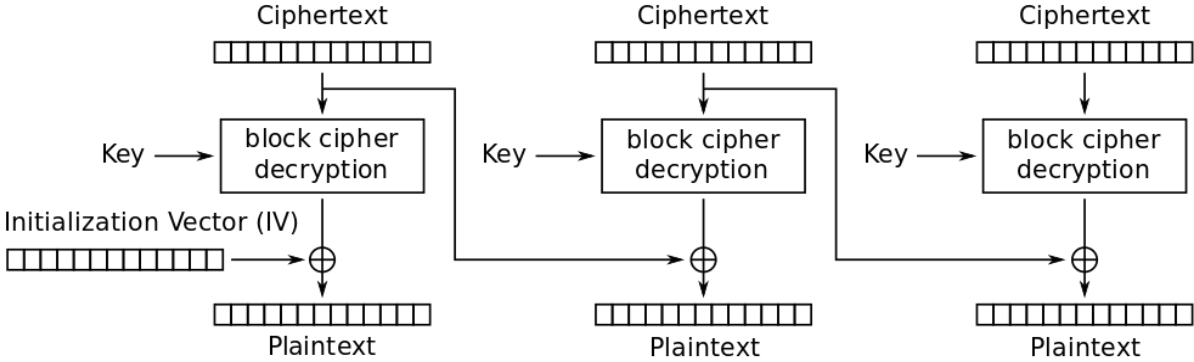 Ciphertext
Ciphertext
Ciphertext
Key
block cipher
decryption
Key
block cipher
decryption
Key
block cipher
decryption
Initialization Vector (IV)
Plaintext
Plaintext
Plaintext